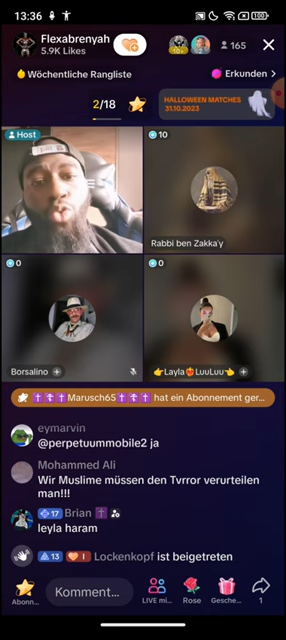 13:36
100
Flexabrenyah
5.9K Likes
165
Wöchentliche Rangliste
Erkunden >
2/18
HALLOWEEN MATCHES
31.10.2023
Host
10
Rabbi ben Zakka'y
0
Borsalino
0
Layla LuuLuu
Marusch65 hat ein Abonnement ger...
eymarvin
@perpetuummobile2 ja
Mohammed Ali
Wir Muslime müssen den Tvrror verurteilen
man!!!
17 Brian
leyla haram
13 I Lockenkopf ist beigetreten
Abonn...
Komment...
LIVE mi...
Rose
Gesche...
1